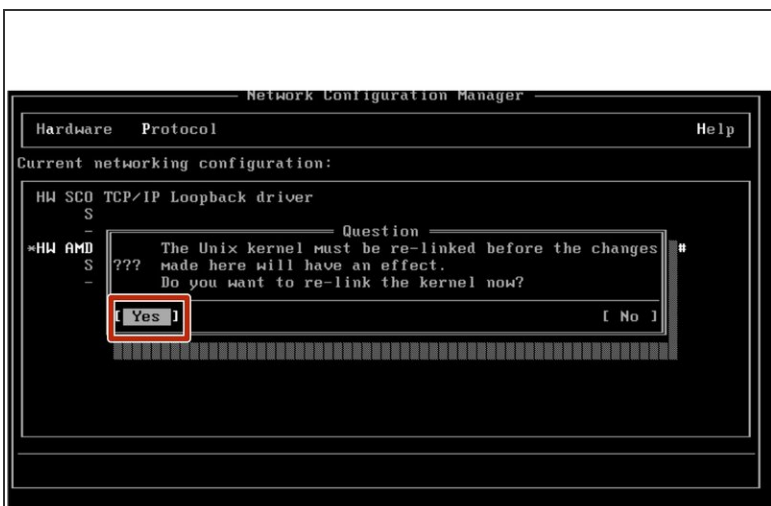 Network Configuration Manager
Hardware Protocol Help
Current networking configuration:
HW SCO TCP/IP Loopback driver
S
-
Question
*HW AMD The Unix kernel must be re-linked before the changes #
S ??? made here will have an effect.
- Do you want to re-link the kernel now?
[ Yes ] [ No ]